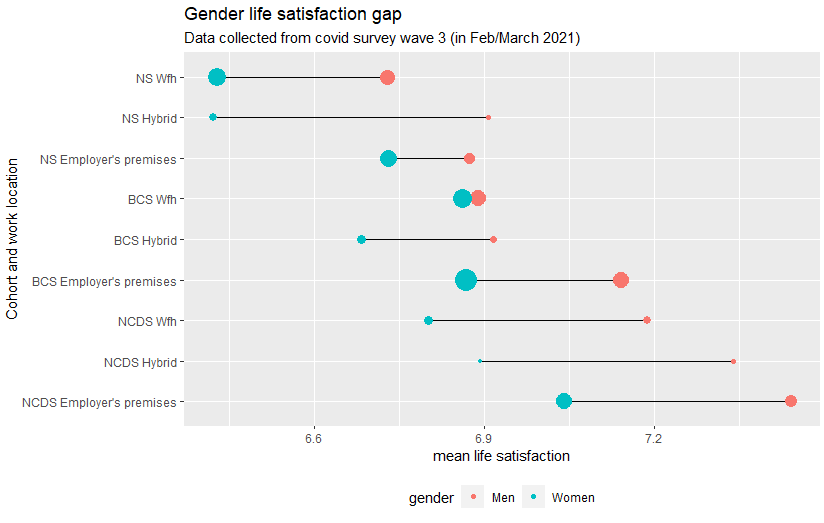 Gender life satisfaction gap
Data collected from covid survey wave 3 (in Feb/March 2021)
Cohort and work location
NS Wfh
NS Hybrid
NS Employer's premises
BCS Wfh
BCS Hybrid
BCS Employer's premises
NCDS Wfh
NCDS Hybrid
NCDS Employer's premises
6.6 6.9 7.2
mean life satisfaction
gender Men Women